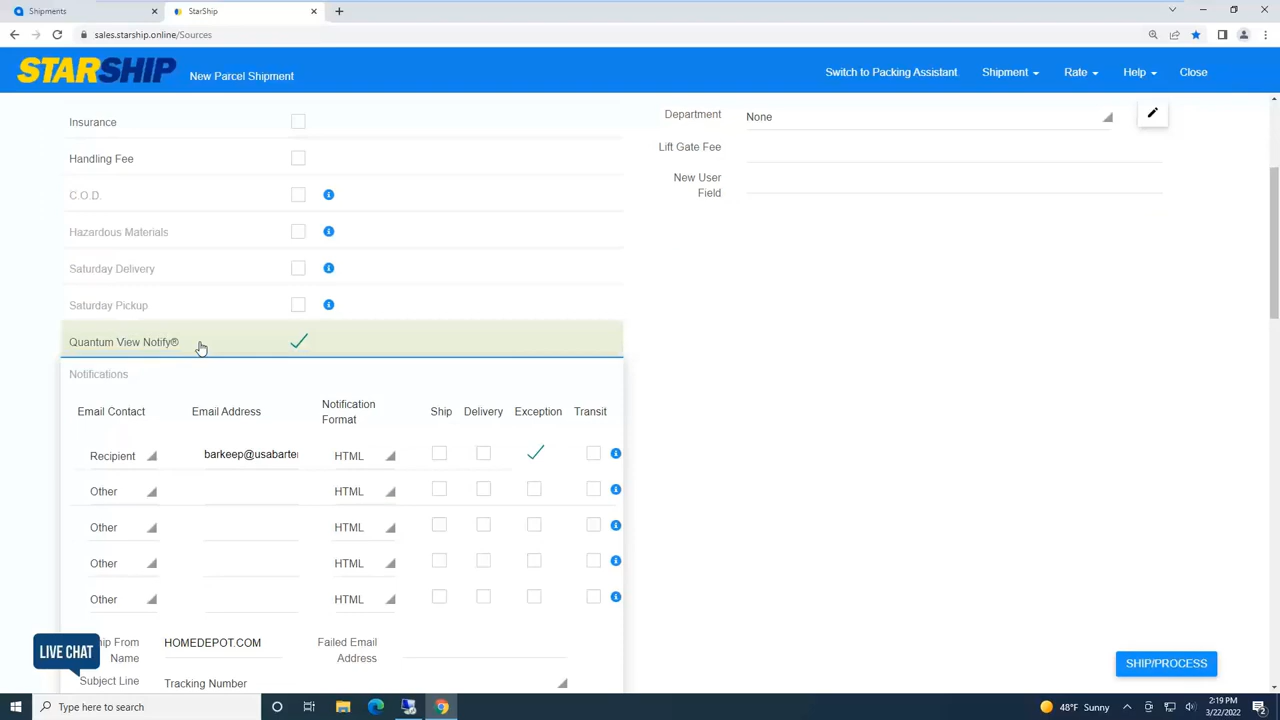 Shipments
StarShip
sales.starship.online/Sources
STARSHIP New Parcel Shipment Switch to Packing Assistant Shipment Rate Help Close
Insurance
Handling Fee
C.O.D.
Hazardous Materials
Saturday Delivery
Saturday Pickup
Quantum View Notify®
Notifications
Email Contact Email Address Notification Format Ship Delivery Exception Transit
Recipient barkeep@usabarte HTML
Other HTML
Other HTML
Other HTML
Other HTML
Department None
Lift Gate Fee
New User
Field
hip From HOMEDEPOT.COM Failed Email
Name Address
Subject Line Tracking Number
LIVE CHAT
SHIP/PROCESS
Type here to search
48°F Sunny
2:19 PM
3/22/2022
2